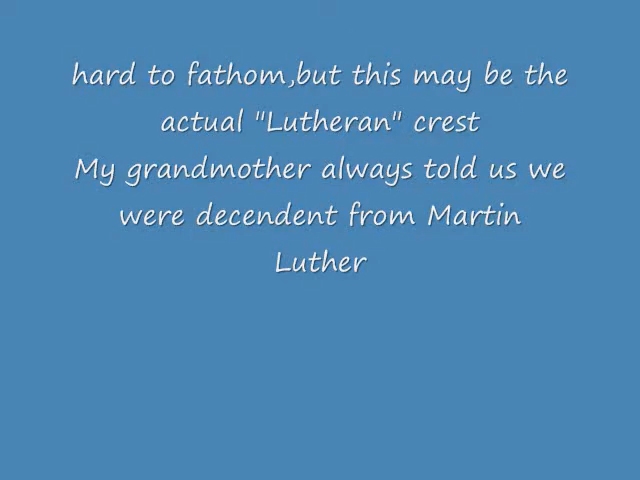 hard to fathom,but this may be the
actual "Lutheran" crest
My grandmother always told us we
were decendent from Martin
Luther